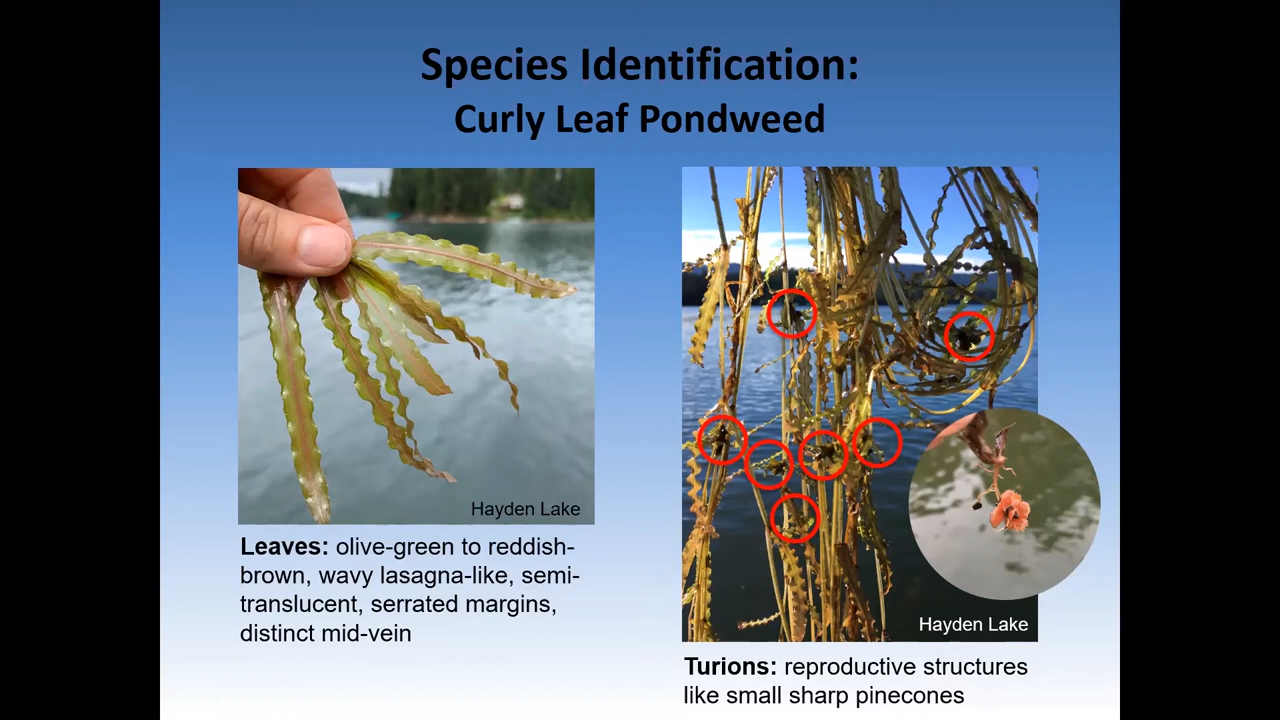 Species Identification:
Curly Leaf Pondweed
Hayden Lake
Leaves: olive-green to reddish-
brown, wavy lasagna-like, semi-
translucent, serrated margins,
distinct mid-vein
Hayden Lake
Turions: reproductive structures
like small sharp pinecones